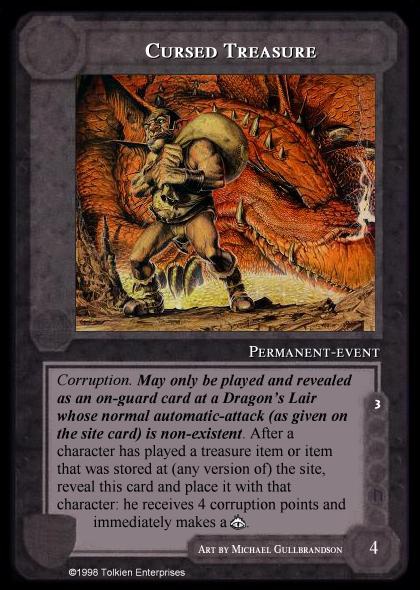 CURSED TREASURE
PERMANENT-EVENT
Corruption. May only be played and revealed
as an on-guard card at a Dragon's Lair
whose normal automatic-attack (as given on
the site card) is non-existent. After a
character has played a treasure item or item
that was stored at (any version of) the site,
reveal this card and place it with that
character: he receives 4 corruption points and
immediately makes a
3
ART BY MICHAEL GULLBRANDSON
4
©1998 Tolkien Enterprises